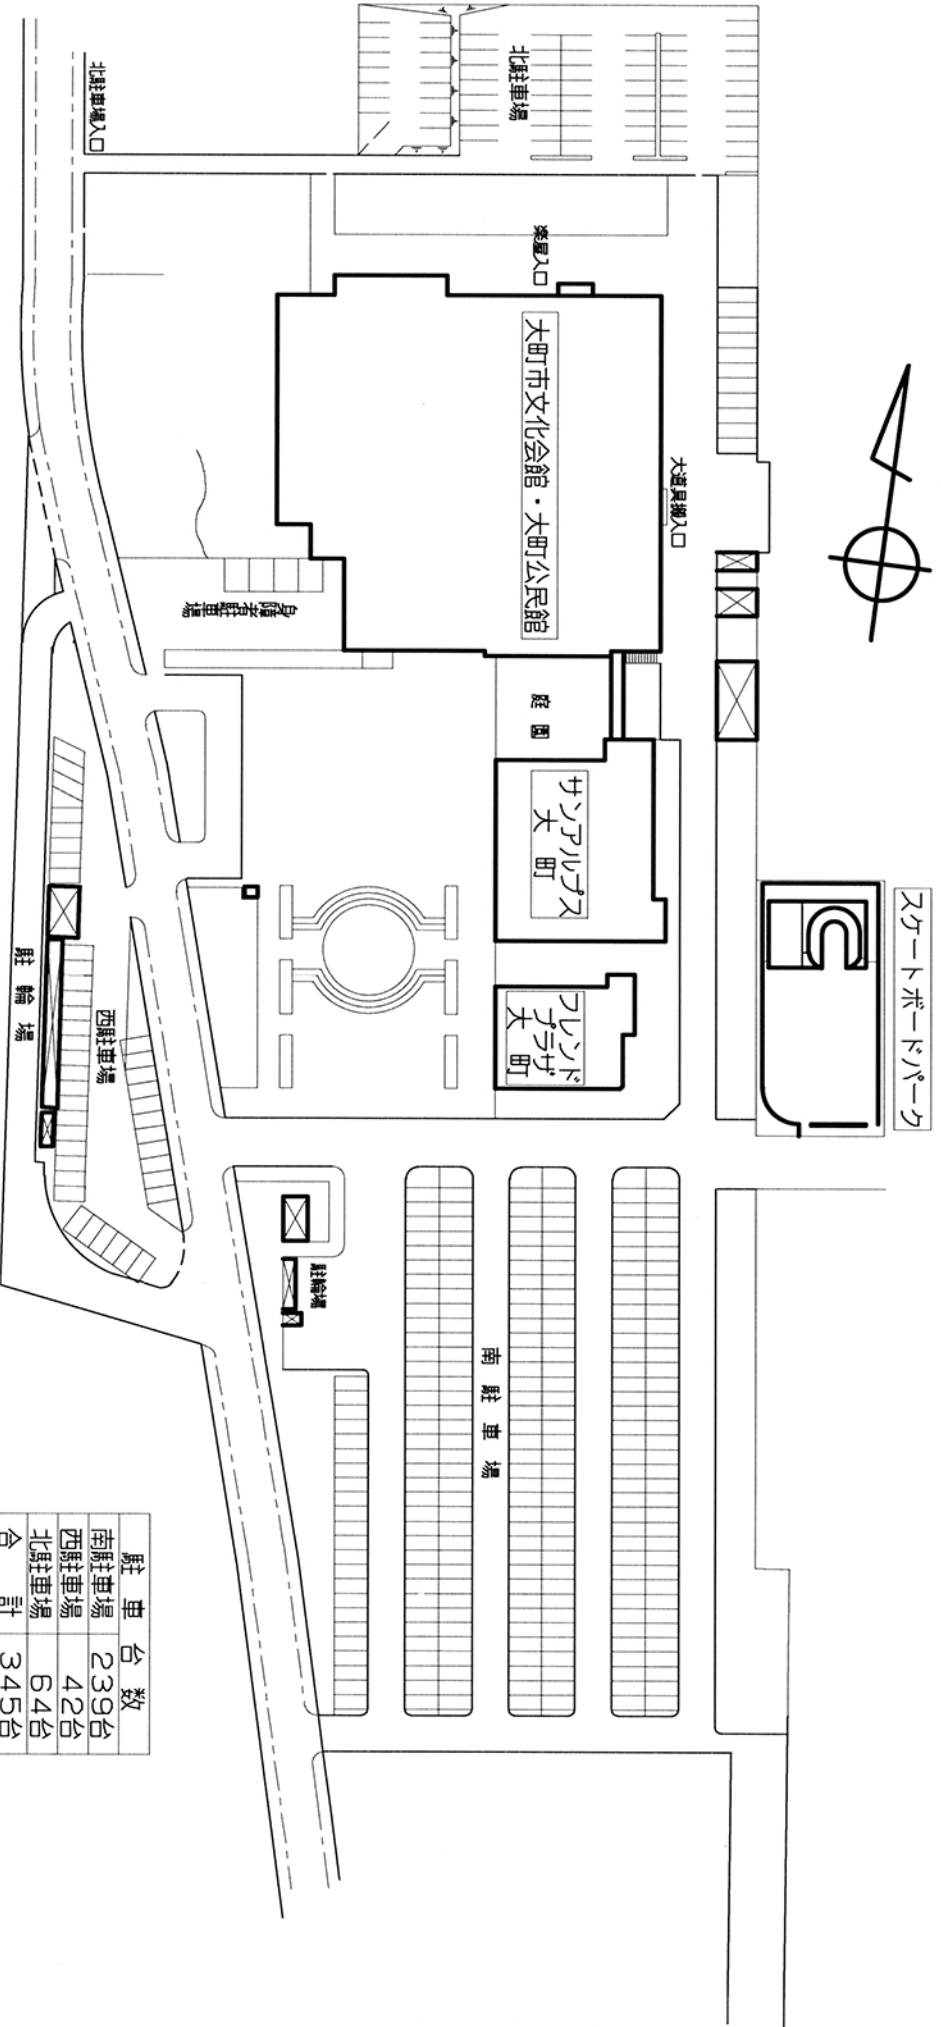 スケートボードパーク
北駐車場
北駐車場入口
楽屋入口
大道具搬入口
大町市文化会館・大町公民館
身障者駐車場
庭園
サンアルプス
大町
フレンド
プラザ
大町
西駐車場
駐輪場
駐輪場
南駐車場
駐車台数
南駐車場 239台
西駐車場 42台
北駐車場 64台
合計 345台